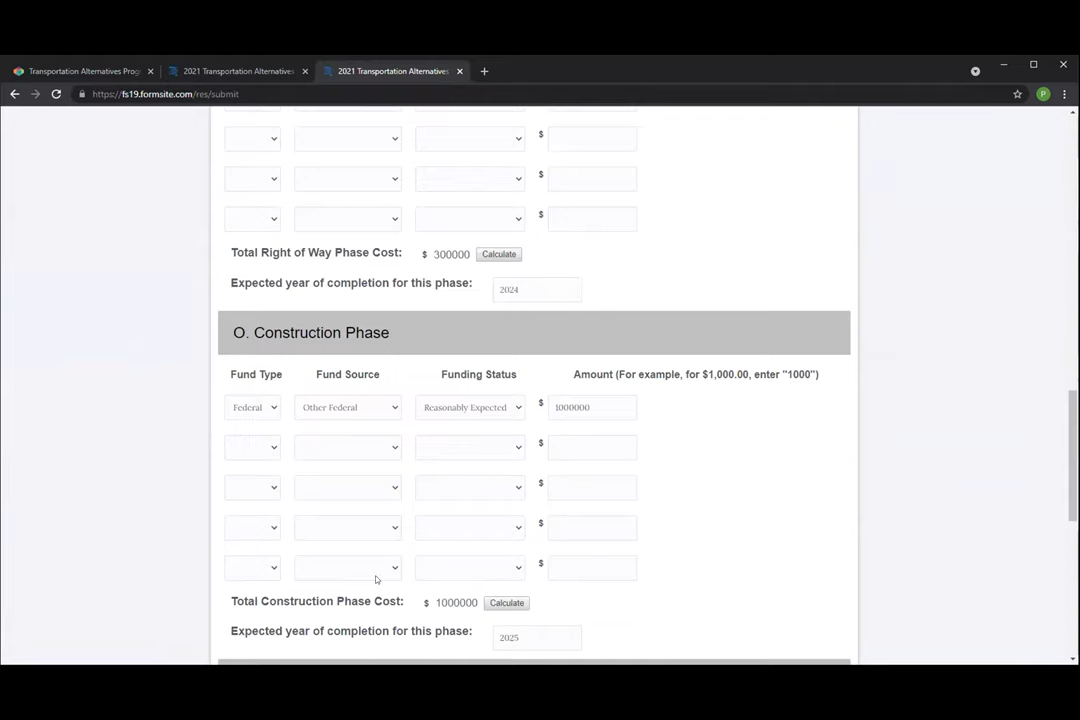 Transportation Alternatives Prog
2021 Transportation Alternatives
2021 Transportation Alternatives
https://fs19.formsite.com/res/submit
P
$
$
$
Total Right of Way Phase Cost: $ 300000 Calculate
Expected year of completion for this phase: 2024
O. Construction Phase
Fund Type Fund Source Funding Status Amount (For example, for $1,000.00, enter "1000")
Federal Other Federal Reasonably Expected $ 1000000
$
$
$
$
Total Construction Phase Cost: $ 1000000 Calculate
Expected year of completion for this phase: 2025